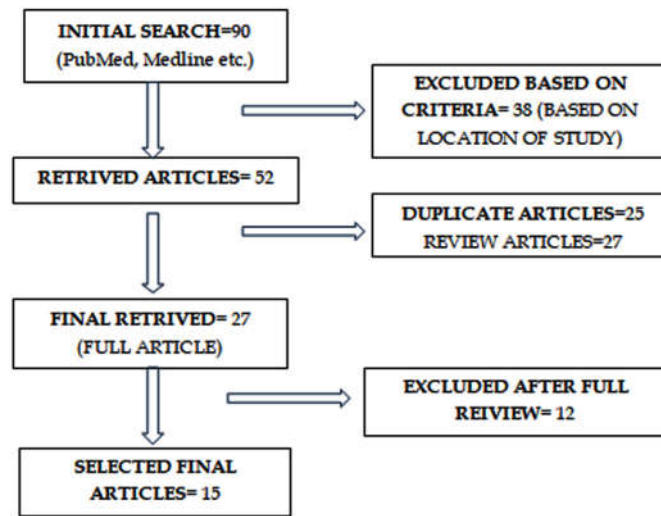 INITIAL SEARCH=90
(PubMed, Medline etc.)
EXCLUDED BASED ON
CRITERIA= 38 (BASED ON
LOCATION OF STUDY)
RETRIVED ARTICLES= 52
DUPLICATE ARTICLES=25
REVIEW ARTICLES=27
FINAL RETRIVED= 27
(FULL ARTICLE)
EXCLUDED AFTER FULL
REIVIEW= 12
SELECTED FINAL
ARTICLES= 15